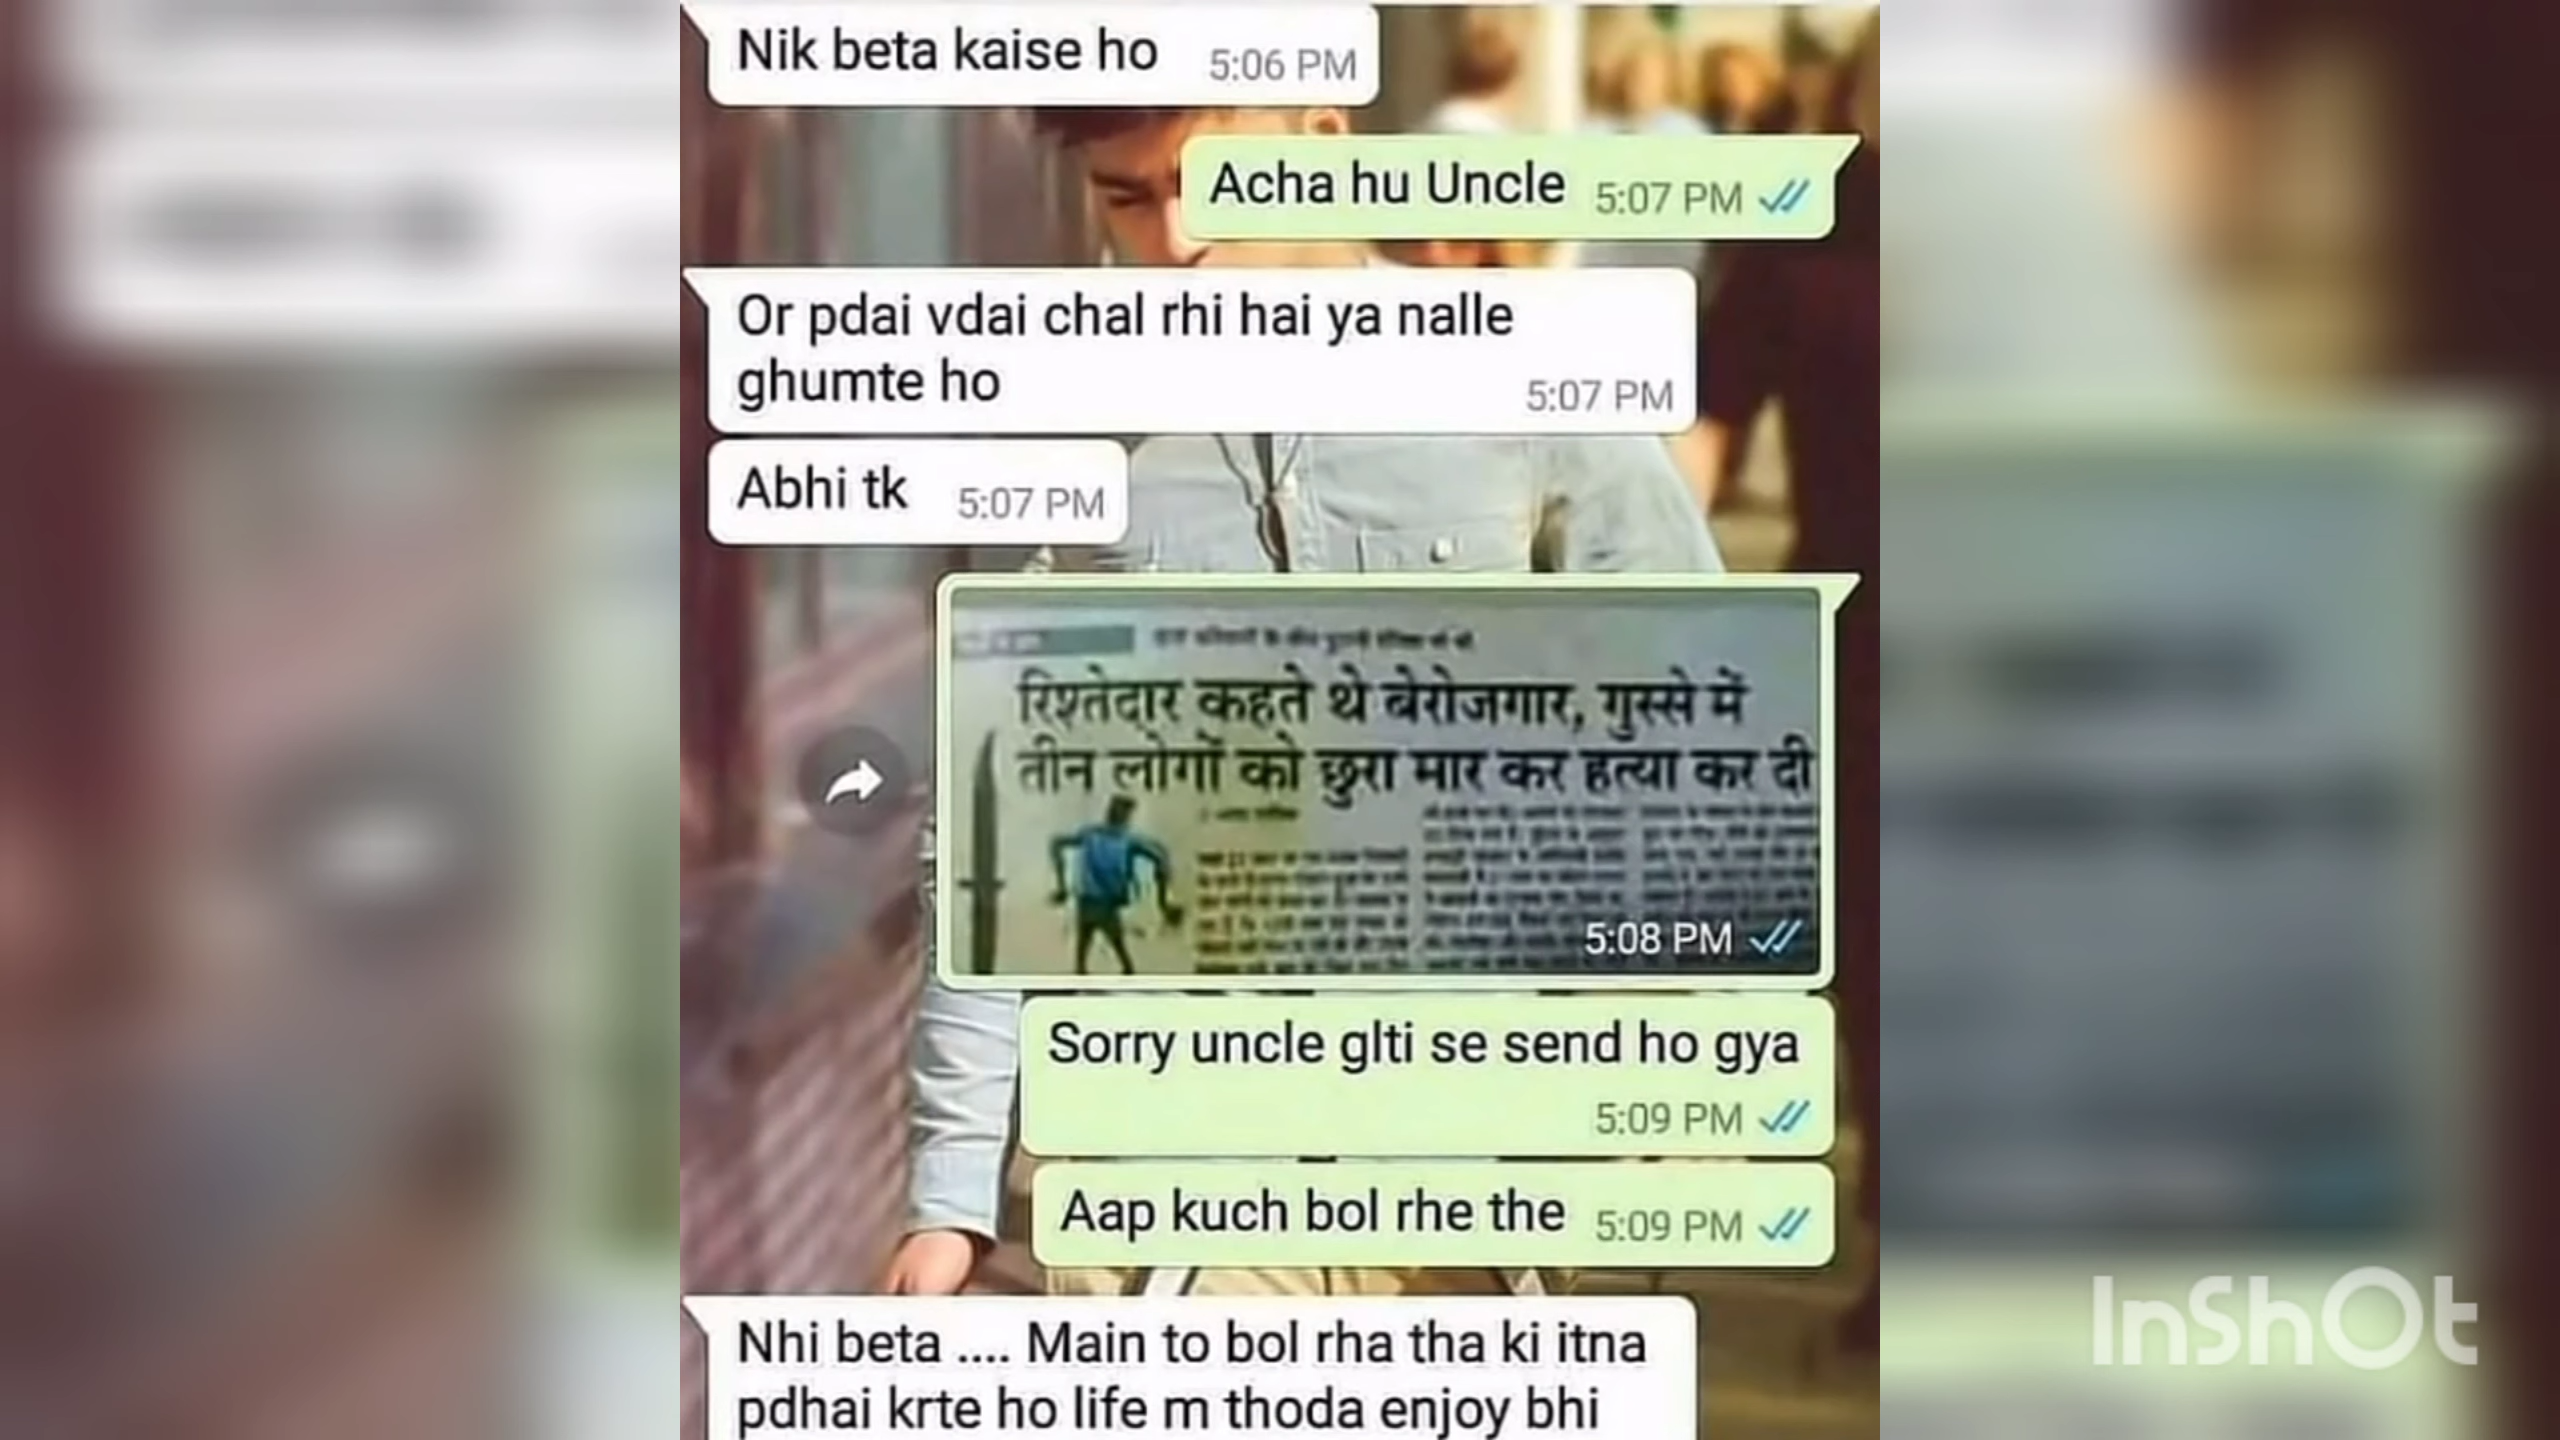 Nik beta kaise ho 5:06 PM
Acha hu Uncle 5:07 PM
Or pdai vdai chal rhi hai ya nalle
ghumte ho 5:07 PM
Abhi tk 5:07 PM
रिश्तेदार कहते थे बेरोजगार, गुस्से में
तीन लोगों को छुरा मार कर हत्या कर दी
5:08 PM
Sorry uncle glti se send ho gya
5:09 PM
Aap kuch bol rhe the 5:09 PM
Nhi beta .... Main to bol rha tha ki itna
pdhai krte ho life m thoda enjoy bhi
InShOt